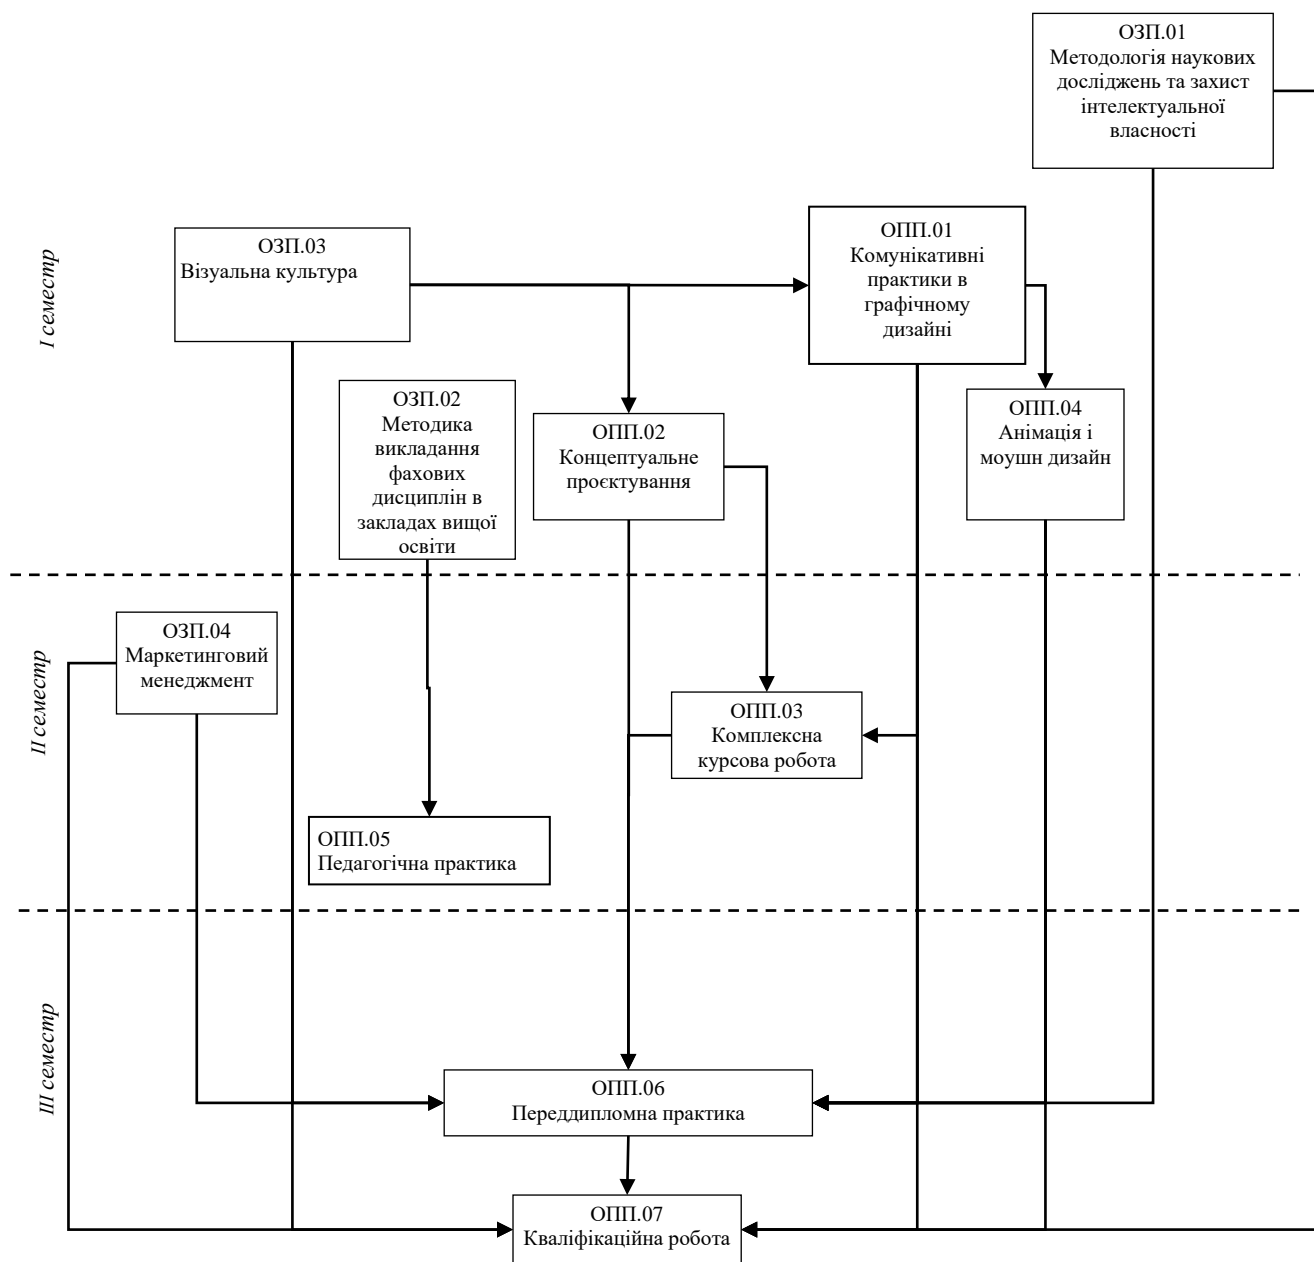 ОЗП.01
Методологія наукових
досліджень та захист
інтелектуальної
власності
I семестр
ОЗП.03
Візуальна культура
ОПП.01
Комунікативні
практики в
графічному
дизайні
ОЗП.02
Методика
викладання
фахових
дисциплін в
закладах вищої
освіти
ОПП.02
Концептуальне
проєктування
ОПП.04
Анімація і
моушн дизайн
II семестр
ОЗП.04
Маркетинговий
менеджмент
ОПП.03
Комплексна
курсова робота
ОПП.05
Педагогічна практика
III семестр
ОПП.06
Переддипломна практика
ОПП.07
Кваліфікаційна робота